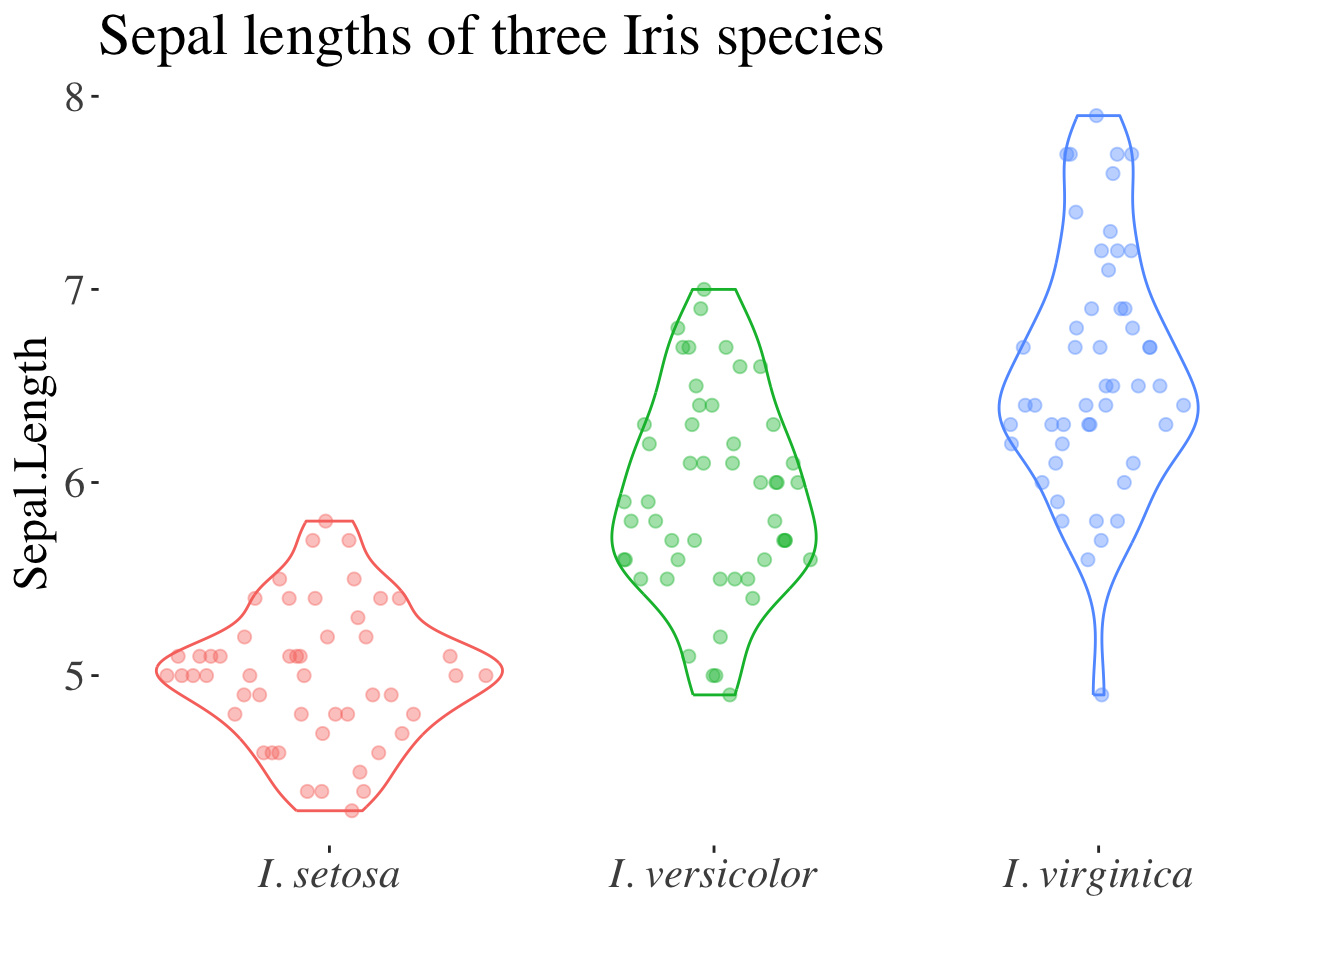 Sepal lengths of three Iris species
8
7
6
5
Sepal.Length
I. setosa
I. versicolor
I. virginica